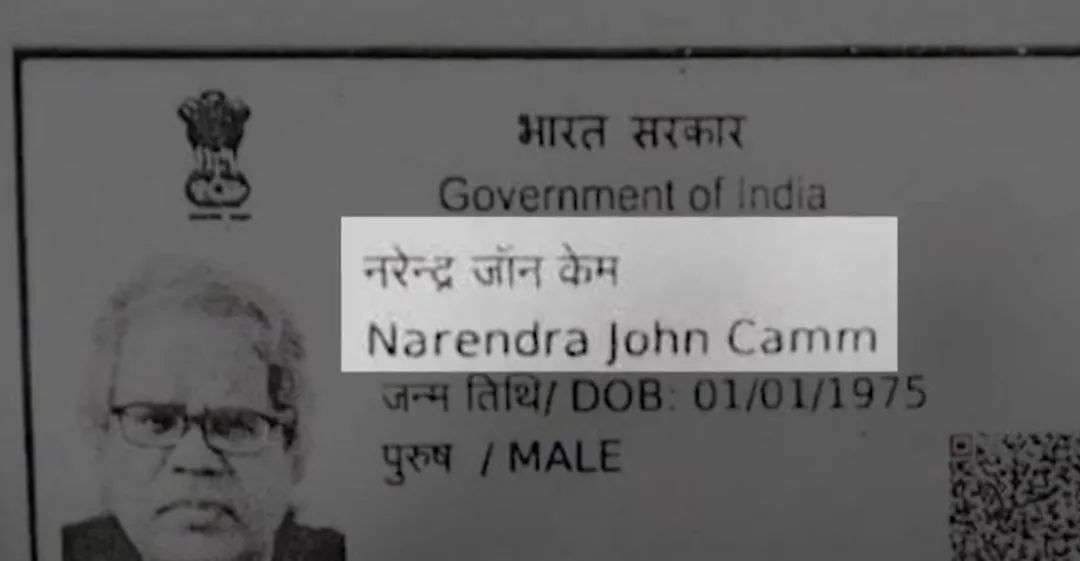 भारत सरकार
Government of India
नरेन्द्र जॉन केम
Narendra John Camm
जन्म तिथि/ DOB: 01/01/1975
पुरुष / MALE